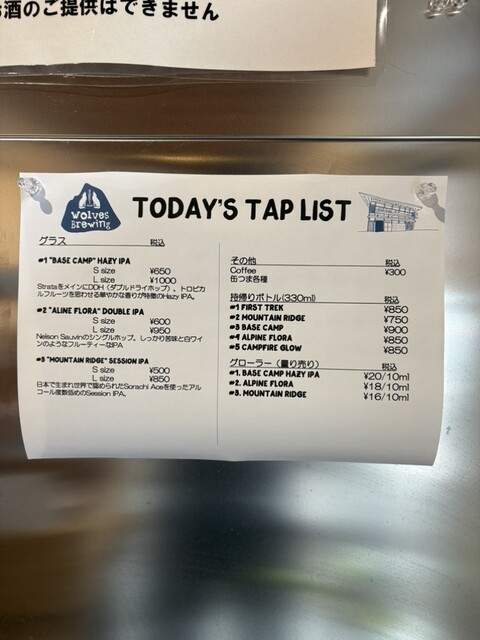 お酒のご提供はできません
Wolves
Brewing
TODAY'S TAP LIST
グラス 税込
#1 "BASE CAMP" HAZY IPA
S size ¥650
L size ¥1000
StrataをメインにDDH（ダブルドライホップ）、トロピカ
ルフルーツを思わせる華やかな香りが特徴のHazy IPA。
#2 "ALINE FLORA" DOUBLE IPA
S size ¥600
L size ¥950
Nelson Sauvinのシングルホップ。しっかり苦味と白ワイ
ンのようなフルーティーなIPA
#3 "MOUNTAIN RIDGE" SESSION IPA
S size ¥500
L size ¥850
日本で生まれ世界で認められたSorachi Aceを使ったアル
コール度数低めのSession IPA。
その他 税込
Coffee ¥300
缶つま各種
持帰りボトル(330ml) 税込
#1 FIRST TREK ¥850
#2 MOUNTAIN RIDGE ¥750
#3 BASE CAMP ¥900
#4 ALPINE FLORA ¥850
#5 CAMPFIRE GLOW ¥850
グローラー（量り売り） 税込
#1. BASE CAMP HAZY IPA ¥20/10ml
#2. ALPINE FLORA ¥18/10ml
#3. MOUNTAIN RIDGE ¥16/10ml